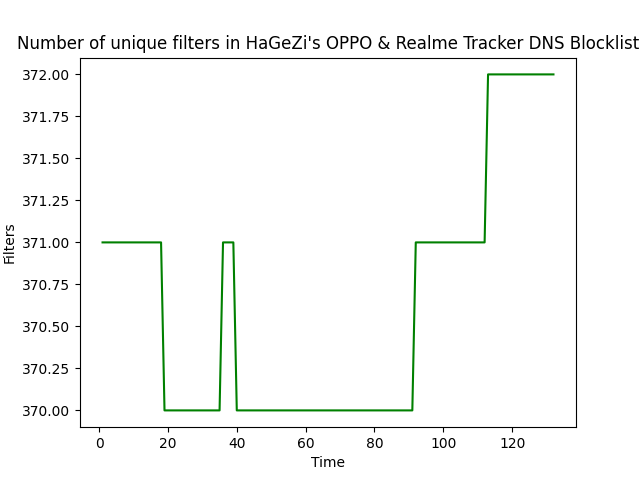 Number of unique filters in HaGeZi's OPPO & Realme Tracker DNS Blocklist
372.00
371.75
371.50
371.25
371.00
370.75
370.50
370.25
370.00
Filters
0 20 40 60 80 100 120
Time